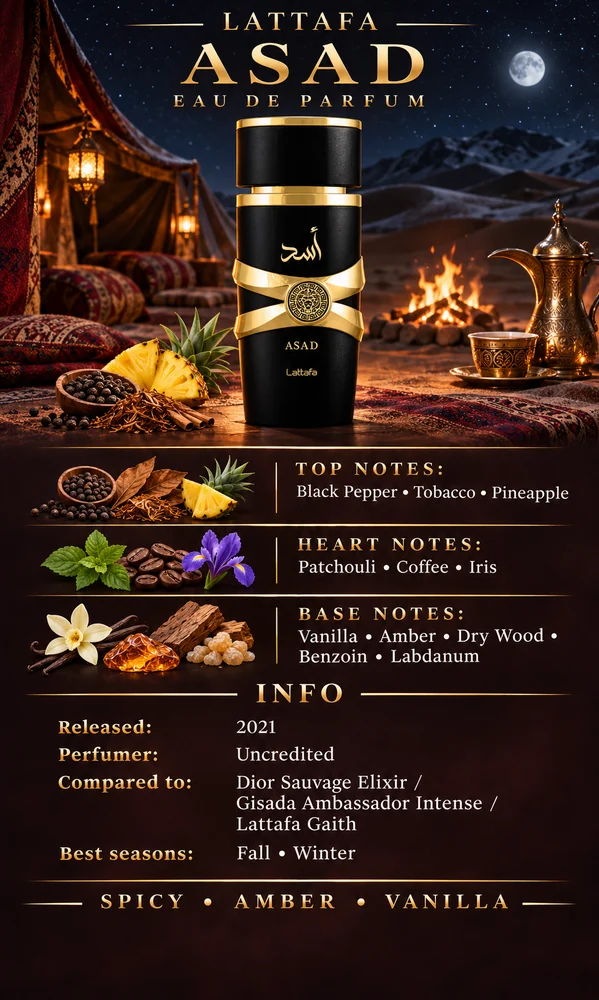 LATTAFA
ASAD
EAU DE PARFUM
أسد
ASAD
Lattafa
TOP NOTES:
Black Pepper • Tobacco • Pineapple
HEART NOTES:
Patchouli • Coffee • Iris
BASE NOTES:
Vanilla • Amber • Dry Wood •
Benzoin • Labdanum
INFO
Released: 2021
Perfumer: Uncredited
Compared to: Dior Sauvage Elixir /
Gisada Ambassador Intense /
Lattafa Gaith
Best seasons: Fall • Winter
SPICY • AMBER • VANILLA